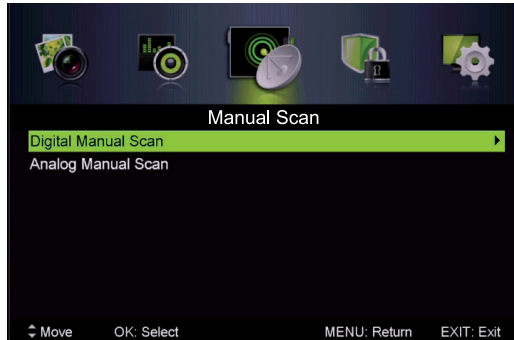 Manual Scan
Digital Manual Scan
Analog Manual Scan
Move OK: Select MENU: Return EXIT: Exit